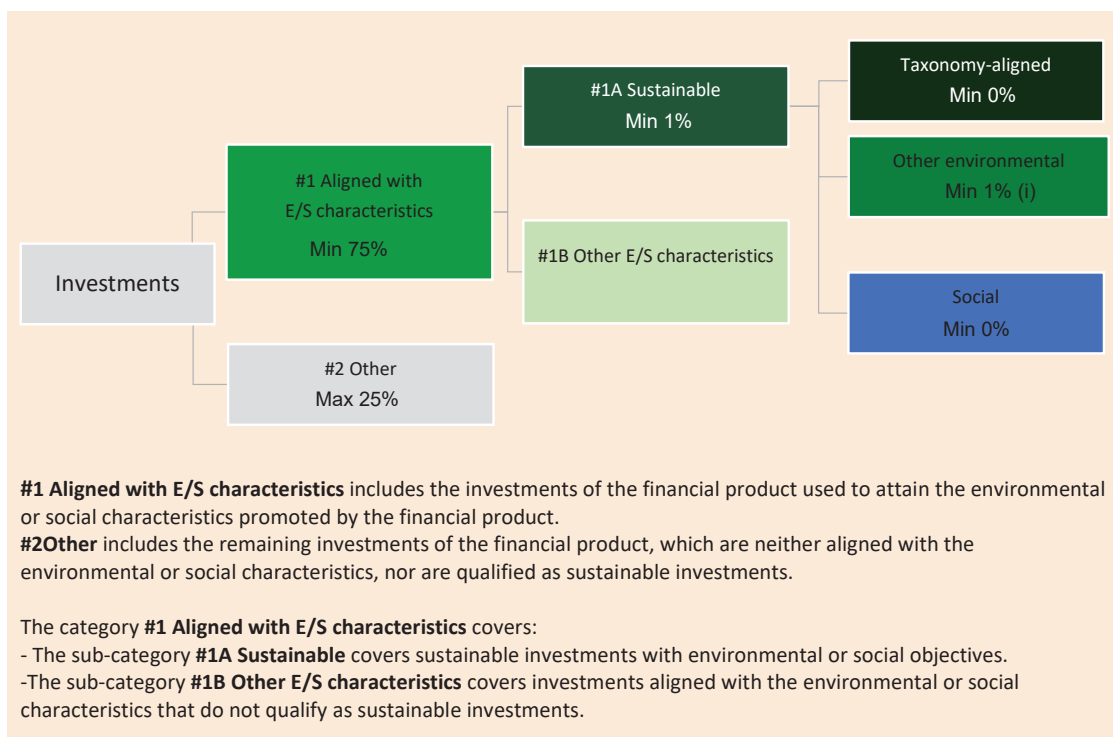 Investments
#1 Aligned with
E/S characteristics
Min 75%
#2 Other
Max 25%
#1A Sustainable
Min 1%
#1B Other E/S characteristics
Taxonomy-aligned
Min 0%
Other environmental
Min 1% (i)
Social
Min 0%
#1 Aligned with E/S characteristics includes the investments of the financial product used to attain the environmental
or social characteristics promoted by the financial product.
#2Other includes the remaining investments of the financial product, which are neither aligned with the
environmental or social characteristics, nor are qualified as sustainable investments.
The category #1 Aligned with E/S characteristics covers:
- The sub-category #1A Sustainable covers sustainable investments with environmental or social objectives.
-The sub-category #1B Other E/S characteristics covers investments aligned with the environmental or social
characteristics that do not qualify as sustainable investments.